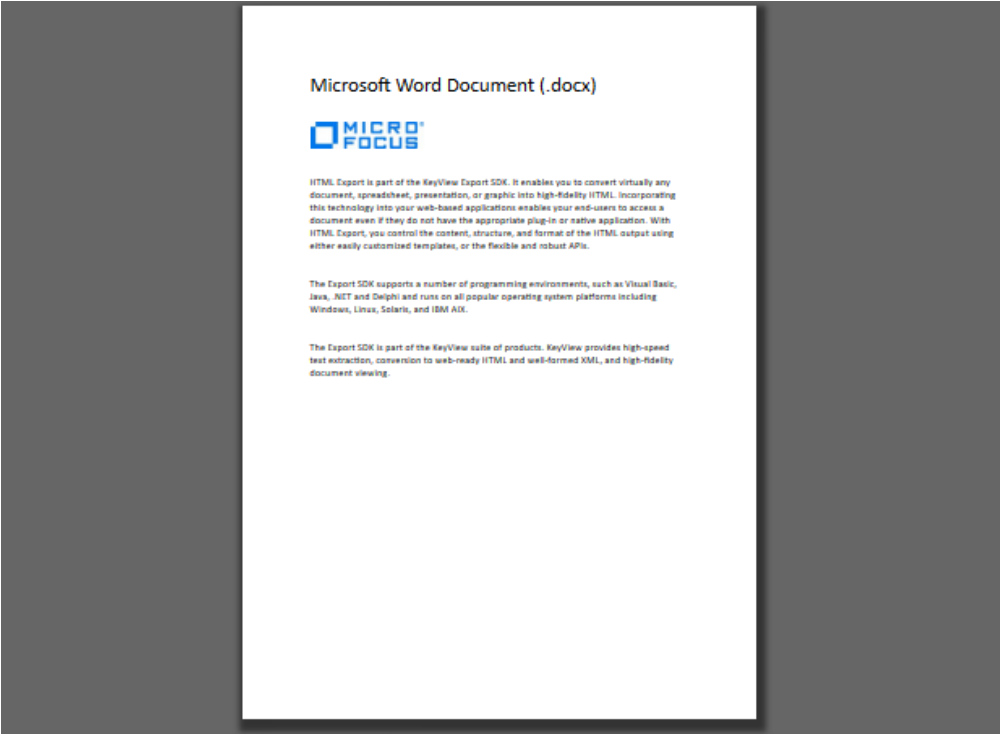 Microsoft Word Document (.docx)
MICRO
FOCUS
HTML Export is part of the KeyView Export SDK. It enables you to convert virtually any
document, spreadsheet, presentation, or graphic into high-fidelity HTML. Incorporating
this technology into your web-based applications enables your end-users to access a
document even if they do not have the appropriate plug-in or native application. With
HTML Export, you control the content, structure, and format of the HTML output using
either easily customized templates, or the flexible and robust APIs.
The Export SDK supports a number of programming environments, such as Visual Basic,
Java, .NET and Delphi and runs on all popular operating system platforms including
Windows, Linux, Solaris, and IBM AIX.
The Export SDK is part of the KeyView suite of products. KeyView provides high-speed
text extraction, conversion to web-ready HTML and well-formed XML, and high-fidelity
document viewing.